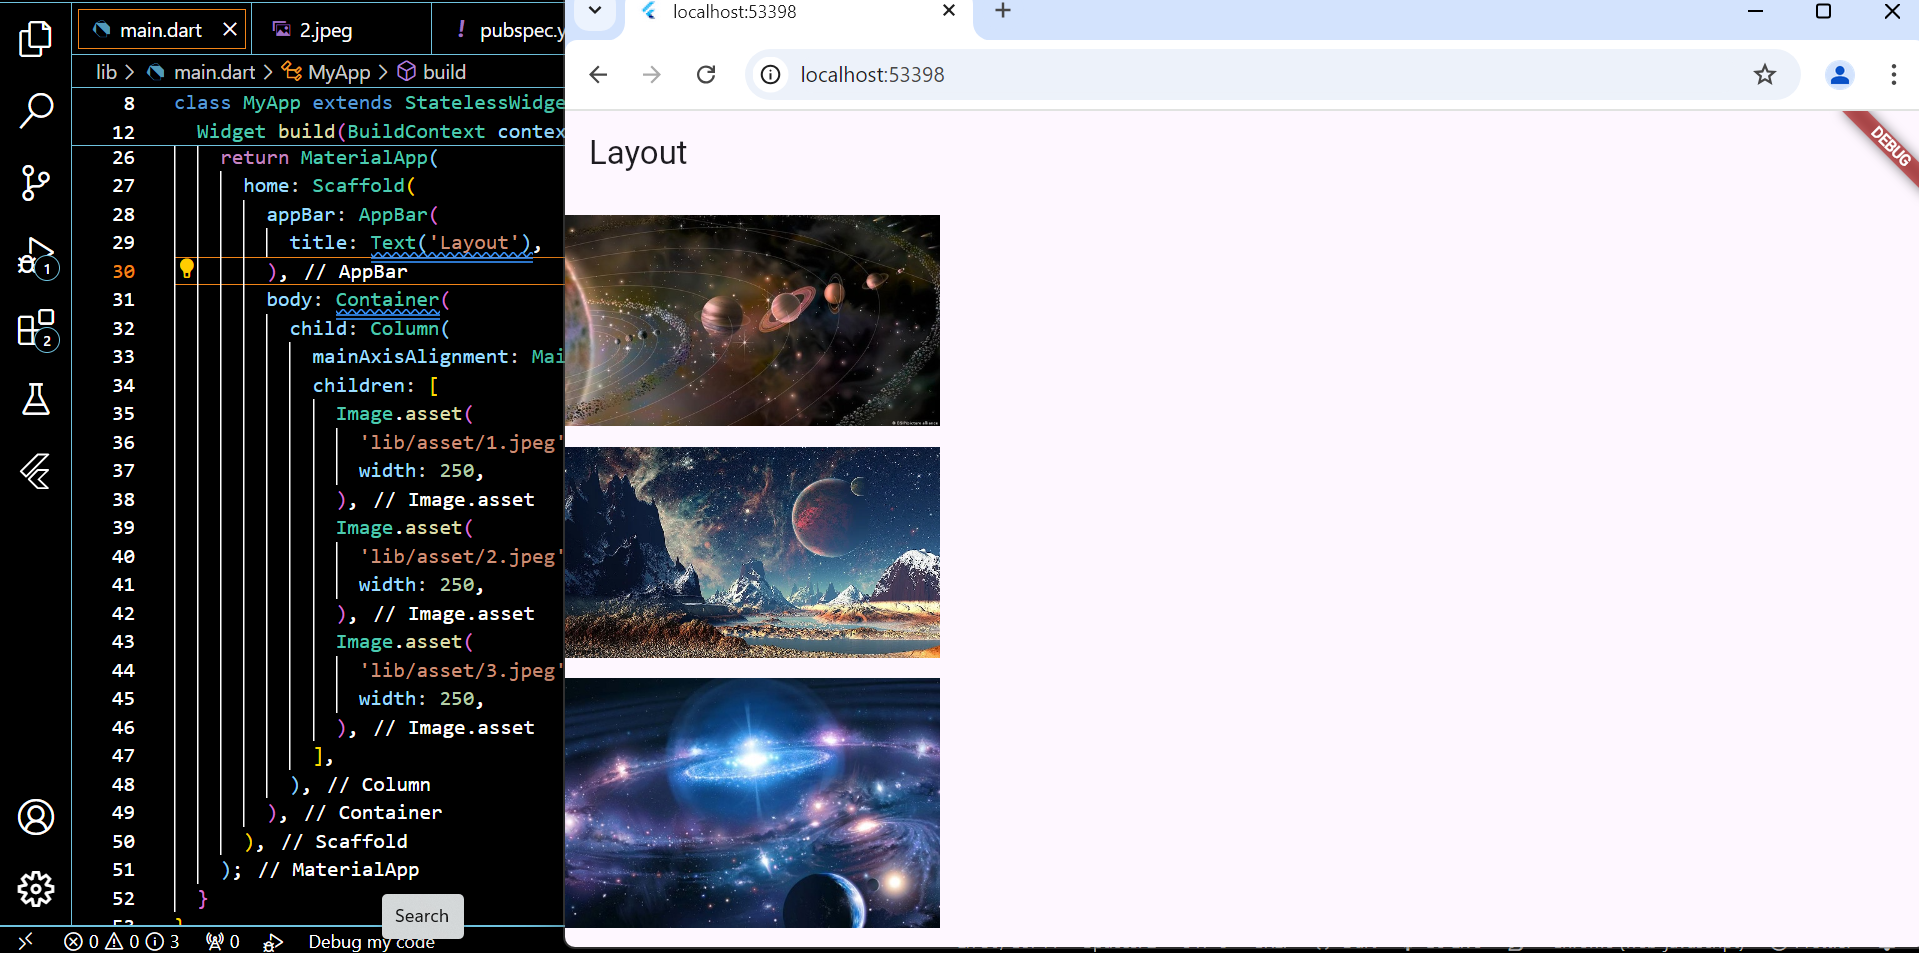 main.dart
2.jpeg
! pubspec.y
lib > main.dart > MyApp > build
8 class MyApp extends StatelessWidge
12 Widget build(BuildContext contex
26 return MaterialApp(
27 home: Scaffold(
28 appBar: AppBar(
29 title: Text('Layout'),
30 ), // AppBar
31 body: Container(
32 child: Column(
33 mainAxisAlignment: Mai
34 children: [
35 Image.asset(
36 'lib/asset/1.jpeg'
37 width: 250,
38 ), // Image.asset
39 Image.asset(
40 'lib/asset/2.jpeg'
41 width: 250,
42 ), // Image.asset
43 Image.asset(
44 'lib/asset/3.jpeg'
45 width: 250,
46 ), // Image.asset
47 ],
48 ), // Column
49 ), // Container
50 ), // Scaffold
51 ); // MaterialApp
52 }
1
2
Search
0 0 3 0 Debug my code
localhost:53398
localhost:53398
Layout
DEBUG